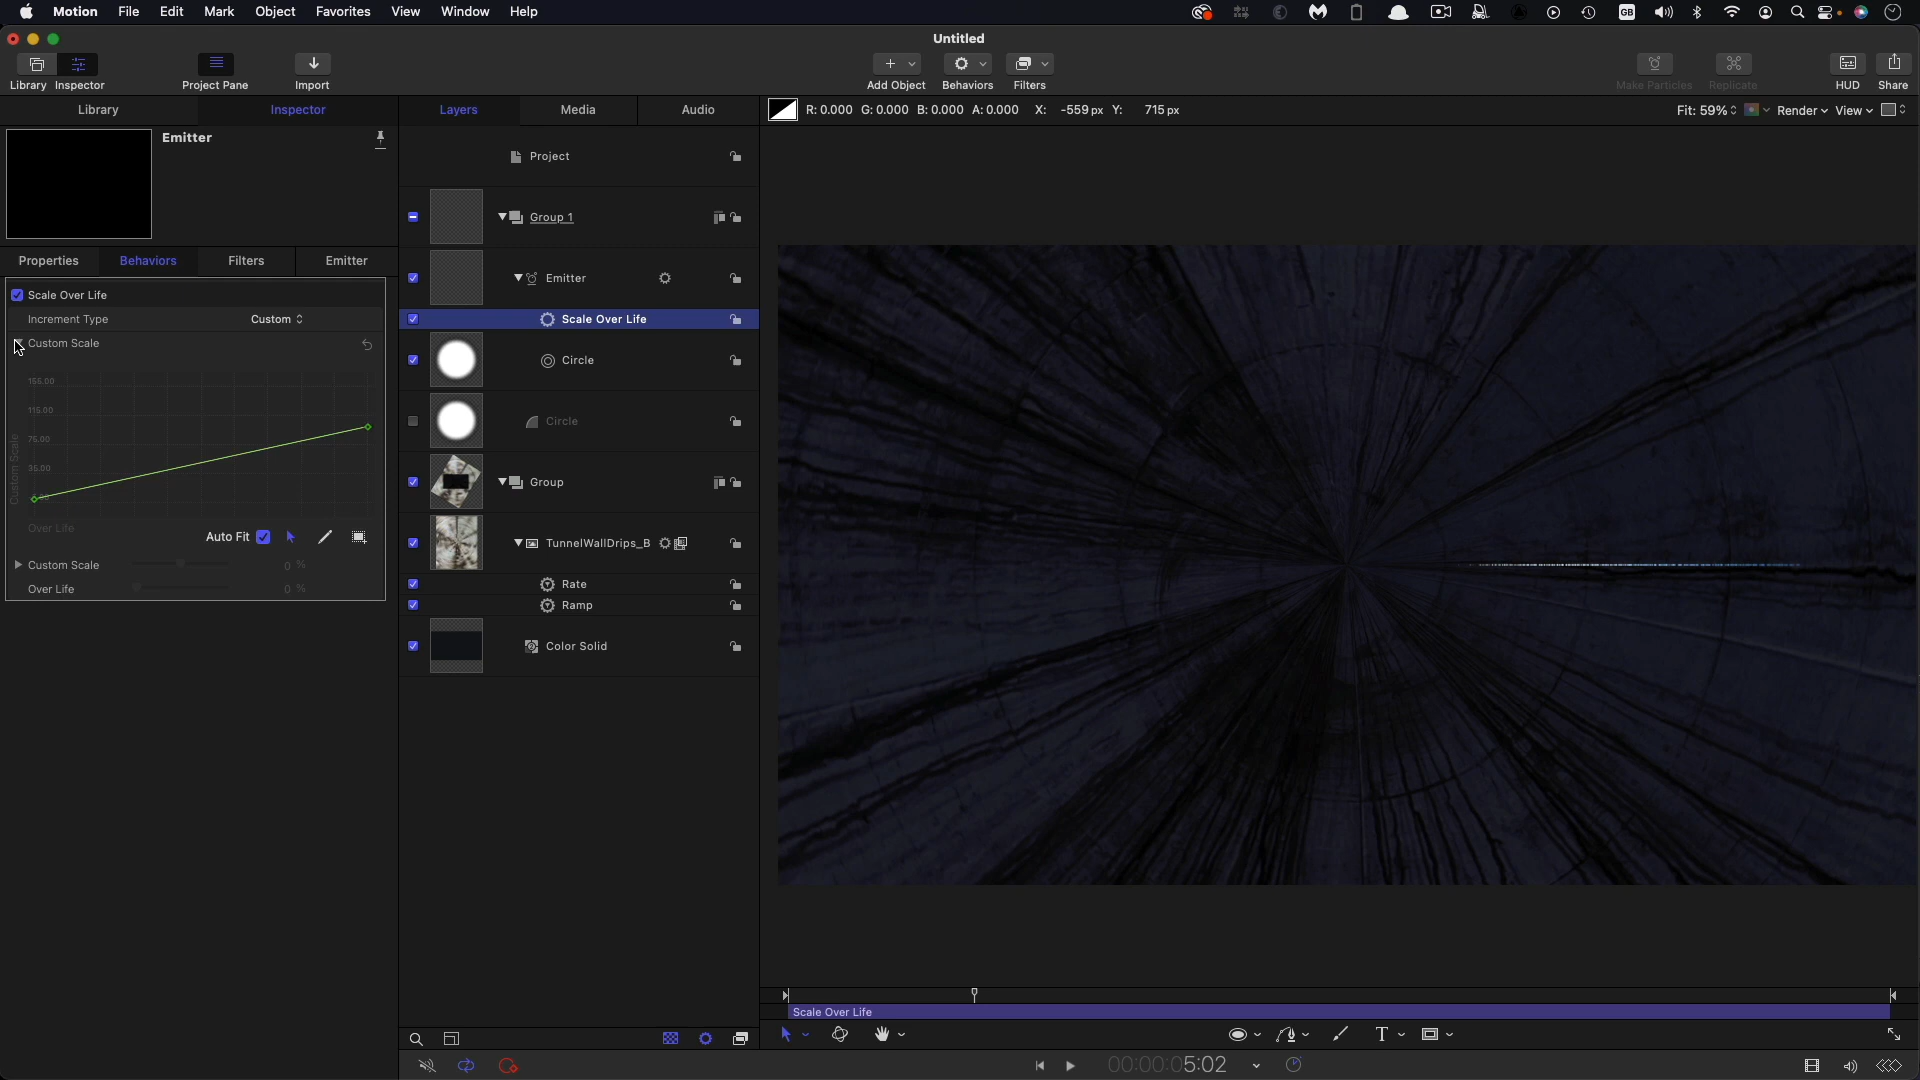 Motion File Edit Mark Object Favorites View Window Help GB
Untitled
Library Inspector Project Pane Import Add Object Behaviors Filters Make Particles Replicate HUD Share
Library Inspector Layers Media Audio R: 0.000 G: 0.000 B: 0.000 A: 0.000 X: -559 px Y: 715 px Fit: 59% Render View
Emitter
Project
Group 1
Properties Behaviors Filters Emitter
Emitter
Scale Over Life
Increment Type Custom
Scale Over Life
Custom Scale
Circle
155.00
115.00
75.00
35.00
Custom Scale
Circle
Group
Over Life
Auto Fit
TunnelWallDrips_B
Custom Scale 0 %
Over Life 0 %
Rate
Ramp
Color Solid
Scale Over Life
T
00:00:05:02